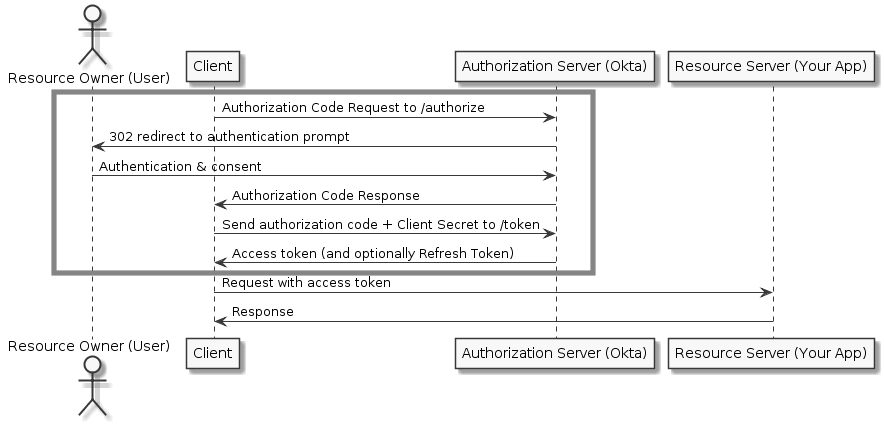 Resource Owner (User)
Client
Authorization Server (Okta)
Resource Server (Your App)
Authorization Code Request to /authorize
302 redirect to authentication prompt
Authentication & consent
Authorization Code Response
Send authorization code + Client Secret to /token
Access token (and optionally Refresh Token)
Request with access token
Response
Resource Owner (User)
Client
Authorization Server (Okta)
Resource Server (Your App)